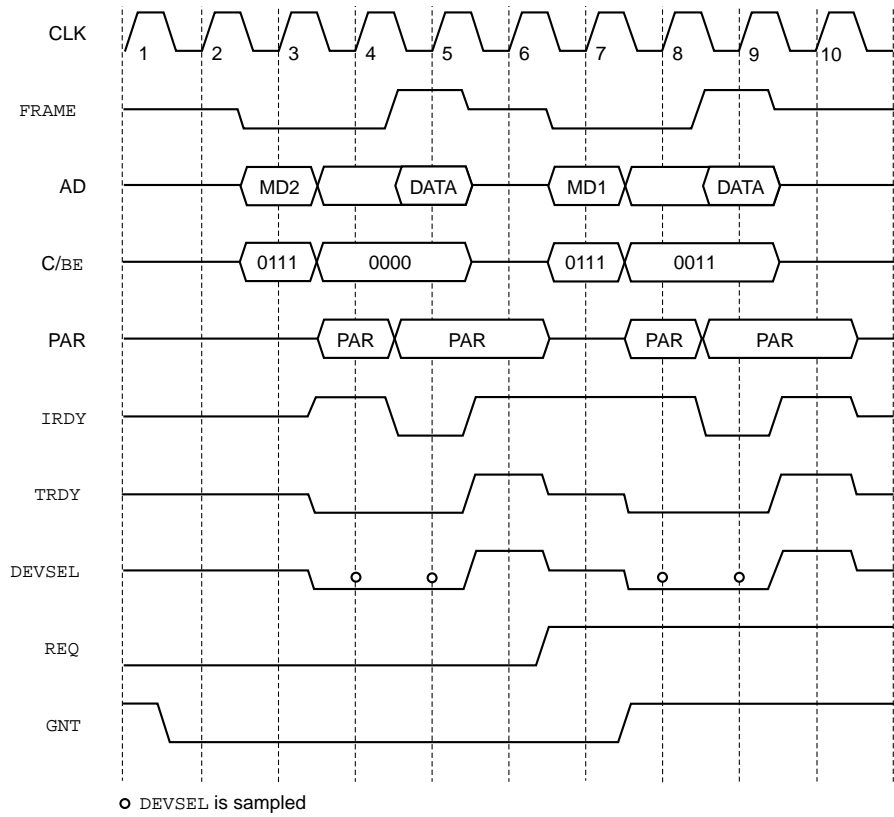 CLK
1 2 3 4 5 6 7 8 9 10
FRAME
AD
MD2 DATA MD1 DATA
C/BE
0111 0000 0111 0011
PAR
PAR PAR PAR PAR
IRDY
TRDY
DEVSEL
REQ
GNT
DEVSEL is sampled